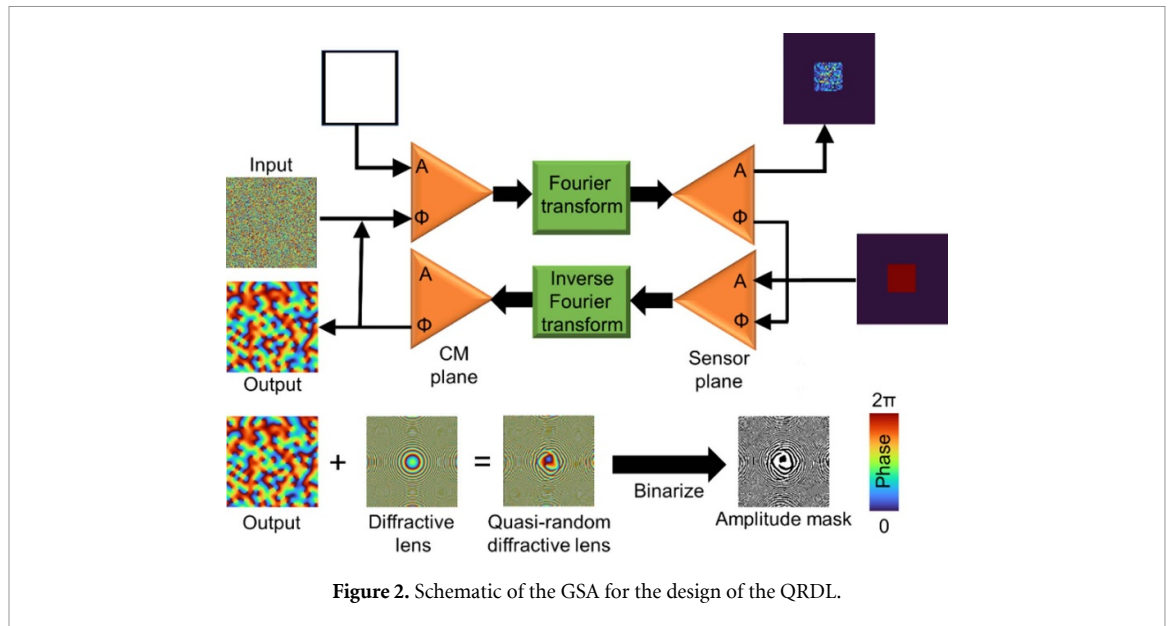 Input
A
Φ
Fourier
transform
A
Φ
A
Φ
Inverse
Fourier
transform
A
Φ
Output
CM
plane
Sensor
plane
2π
Phase
0
+
=
Binarize
Output
Diffractive
lens
Quasi-random
diffractive lens
Amplitude mask
Figure 2. Schematic of the GSA for the design of the QRDL.